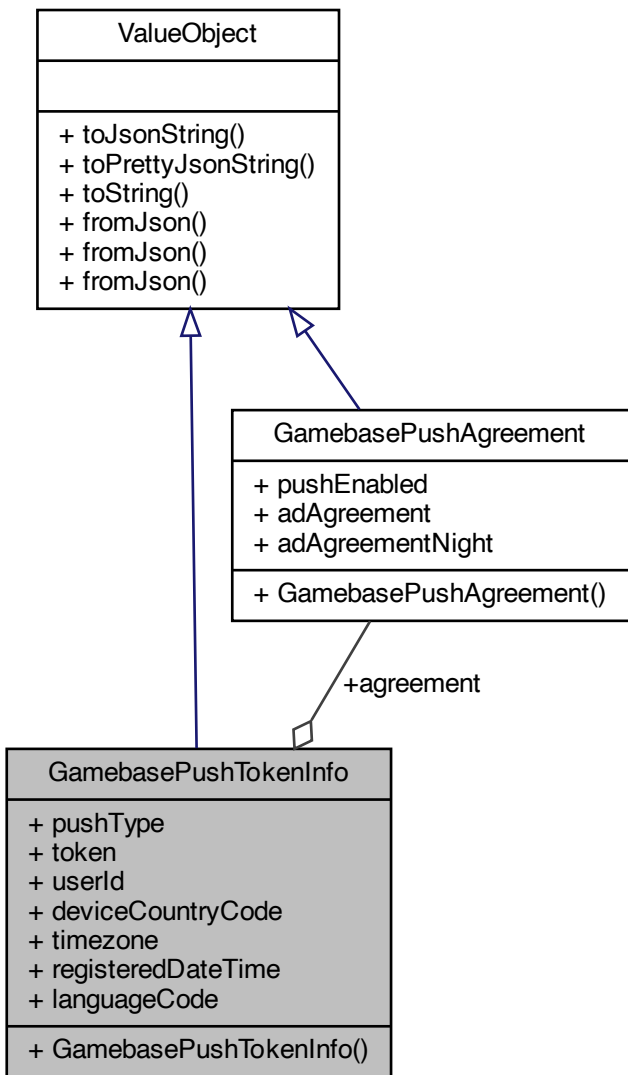 ValueObject
+ toJsonString()
+ toPrettyJsonString()
+ toString()
+ fromJson()
+ fromJson()
+ fromJson()
GamebasePushAgreement
+ pushEnabled
+ adAgreement
+ adAgreementNight
+ GamebasePushAgreement()
+agreement
GamebasePushTokenInfo
+ pushType
+ token
+ userId
+ deviceCountryCode
+ timezone
+ registeredDateTime
+ languageCode
+ GamebasePushTokenInfo()